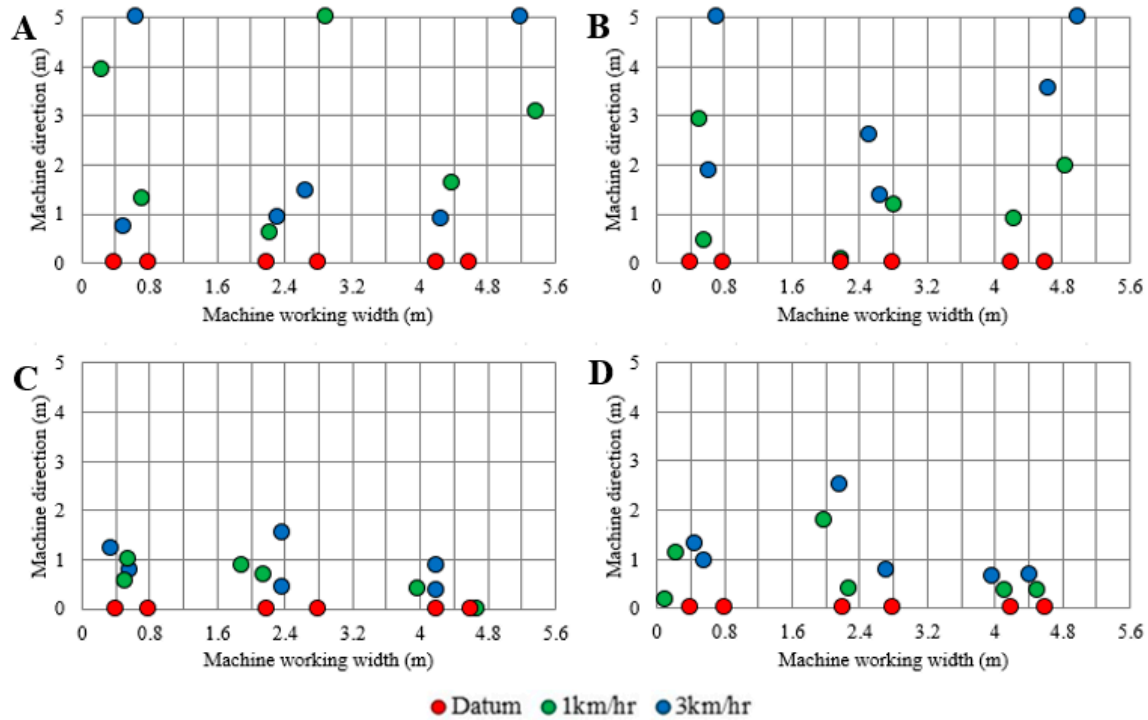 A
Machine direction (m)
5
4
3
2
1
0
0 0.8 1.6 2.4 3.2 4 4.8 5.6
Machine working width (m)
B
Machine direction (m)
5
4
3
2
1
0
0 0.8 1.6 2.4 3.2 4 4.8 5.6
Machine working width (m)
C
Machine direction (m)
5
4
3
2
1
0
0 0.8 1.6 2.4 3.2 4 4.8 5.6
Machine working width (m)
D
Machine direction (m)
5
4
3
2
1
0
0 0.8 1.6 2.4 3.2 4 4.8 5.6
Machine working width (m)
Datum 1km/hr 3km/hr